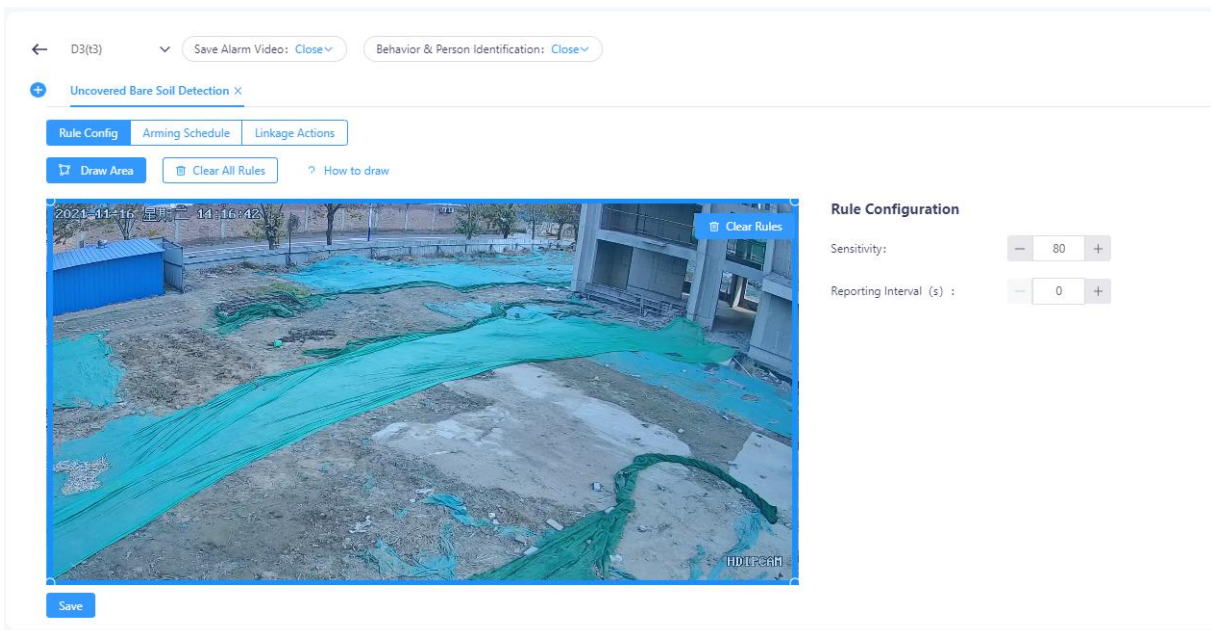 D3(t3)
Save Alarm Video: Close
Behavior & Person Identification: Close
Uncovered Bare Soil Detection ×
Rule Config
Arming Schedule
Linkage Actions
Draw Area
Clear All Rules
? How to draw
2021-11-16 星期二 14:16:42
Clear Rules
HDIPCAM
Rule Configuration
Sensitivity:
− 80 +
Reporting Interval (s) :
− 0 +
Save